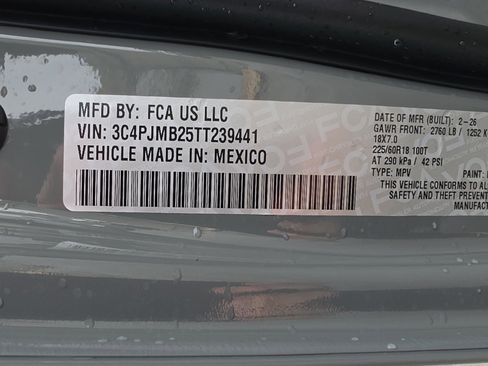 MFD BY: FCA US LLC
VIN: 3C4PJMB25TT239441
VEHICLE MADE IN: MEXICO
DATE OF MFR (BUILT): 2-26
GAWR FRONT: 2760 LB / 1252 K
18X7.0
225/60R18 100T
AT 290 kPa / 42 PSI
TYPE: MPV PAINT:
THIS VEHICLE CONFORMS TO ALL
SAFETY AND THEFT PREVENT
MANUFACT